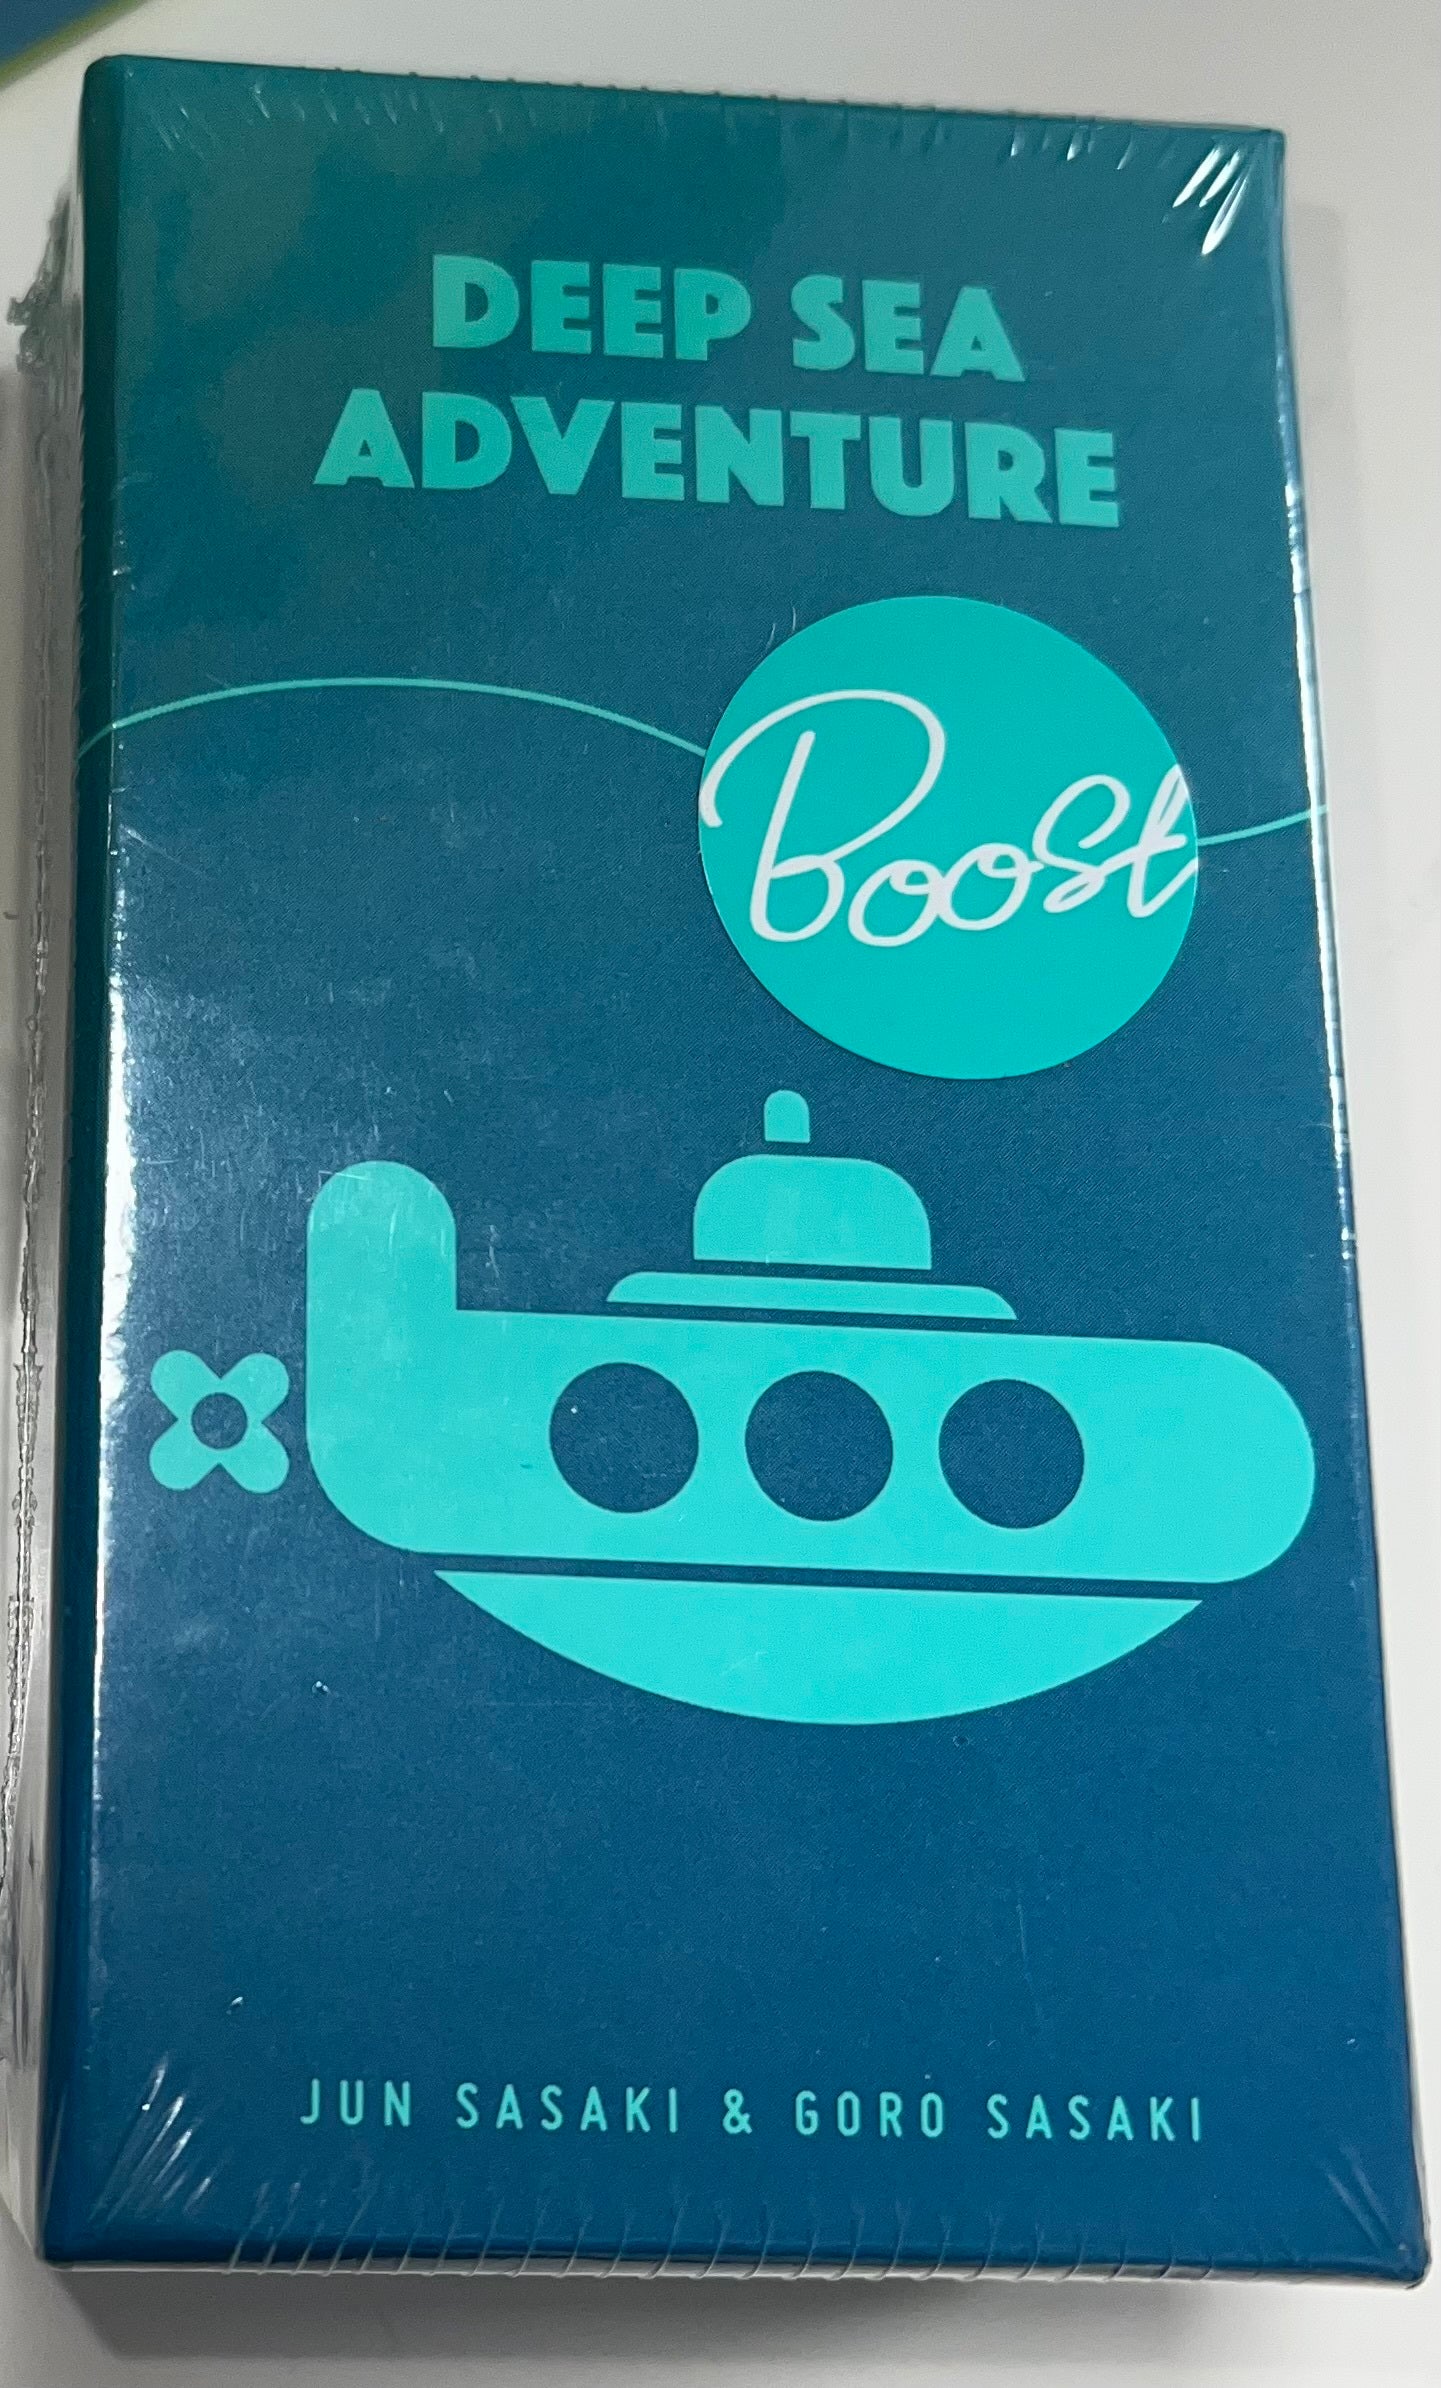 DEEP SEA
ADVENTURE
Boost
JUN SASAKI & GORO SASAKI